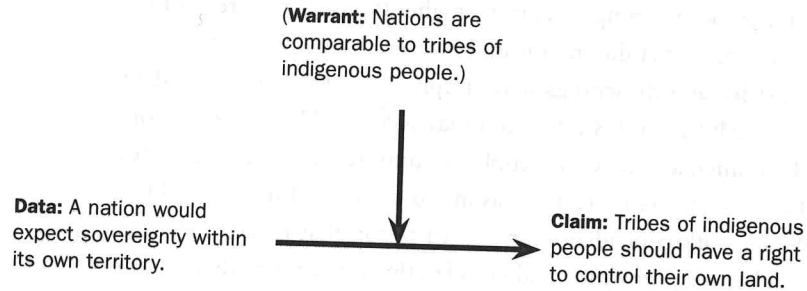 (Warrant: Nations are
comparable to tribes of
indigenous people.)
Data: A nation would
expect sovereignty within
its own territory.
Claim: Tribes of indigenous
people should have a right
to control their own land.